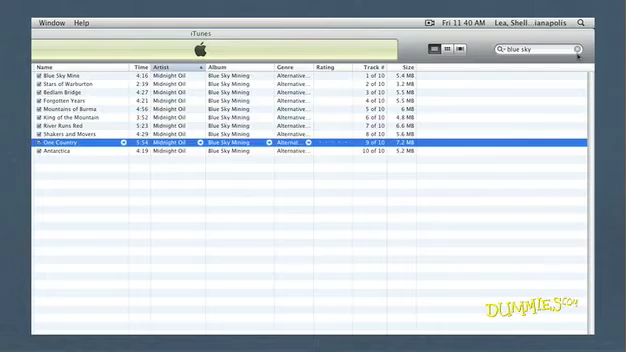 Window Help Fri 11:40 AM Lea, Shell...ianapolis
iTunes
blue sky
Name Time Artist Album Genre Rating Track # Size
Blue Sky Mine 4:16 Midnight Oil Blue Sky Mining Alternative... 1 of 10 5.4 MB
Stars of Warburton 2:39 Midnight Oil Blue Sky Mining Alternative... 2 of 10 3.2 MB
Bedlam Bridge 4:27 Midnight Oil Blue Sky Mining Alternative... 3 of 10 5.5 MB
Forgotten Years 4:21 Midnight Oil Blue Sky Mining Alternative... 4 of 10 5.5 MB
Mountains of Burma 4:56 Midnight Oil Blue Sky Mining Alternative... 5 of 10 6 MB
King of the Mountain 3:52 Midnight Oil Blue Sky Mining Alternative... 6 of 10 4.8 MB
River Runs Red 5:23 Midnight Oil Blue Sky Mining Alternative... 7 of 10 6.6 MB
Shakers and Movers 4:29 Midnight Oil Blue Sky Mining Alternative... 8 of 10 5.6 MB
One Country 5:54 Midnight Oil Blue Sky Mining Alternat... 9 of 10 7.2 MB
Antarctica 4:19 Midnight Oil Blue Sky Mining Alternative... 10 of 10 5.2 MB
DUMMIES.COM